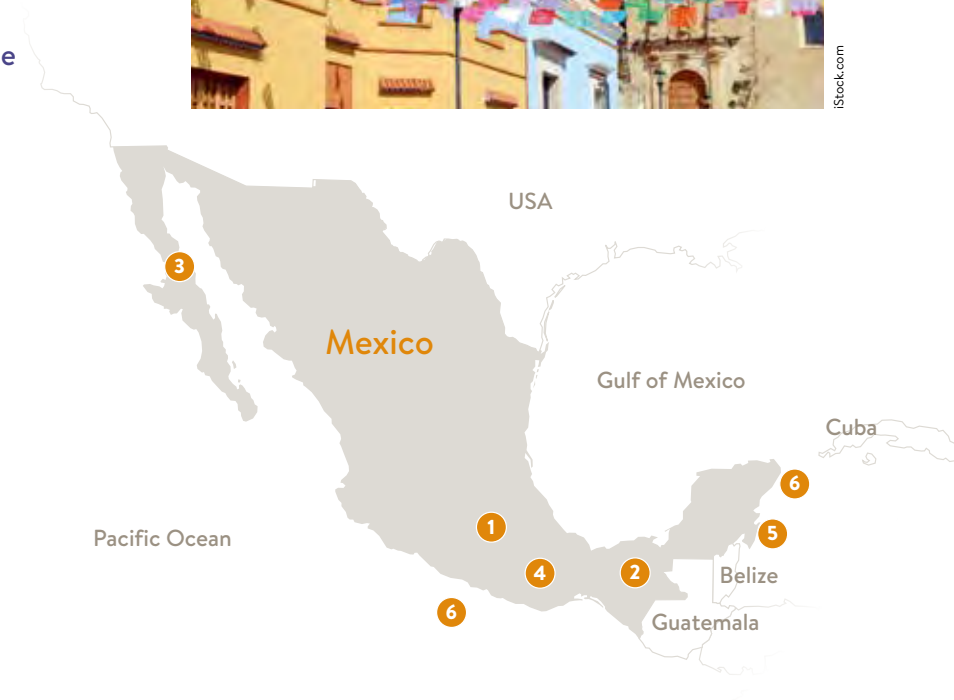 e
iStock.com
USA
3
Mexico
Gulf of Mexico
Cuba
6
1
5
Pacific Ocean
4
2
Belize
6
Guatemala